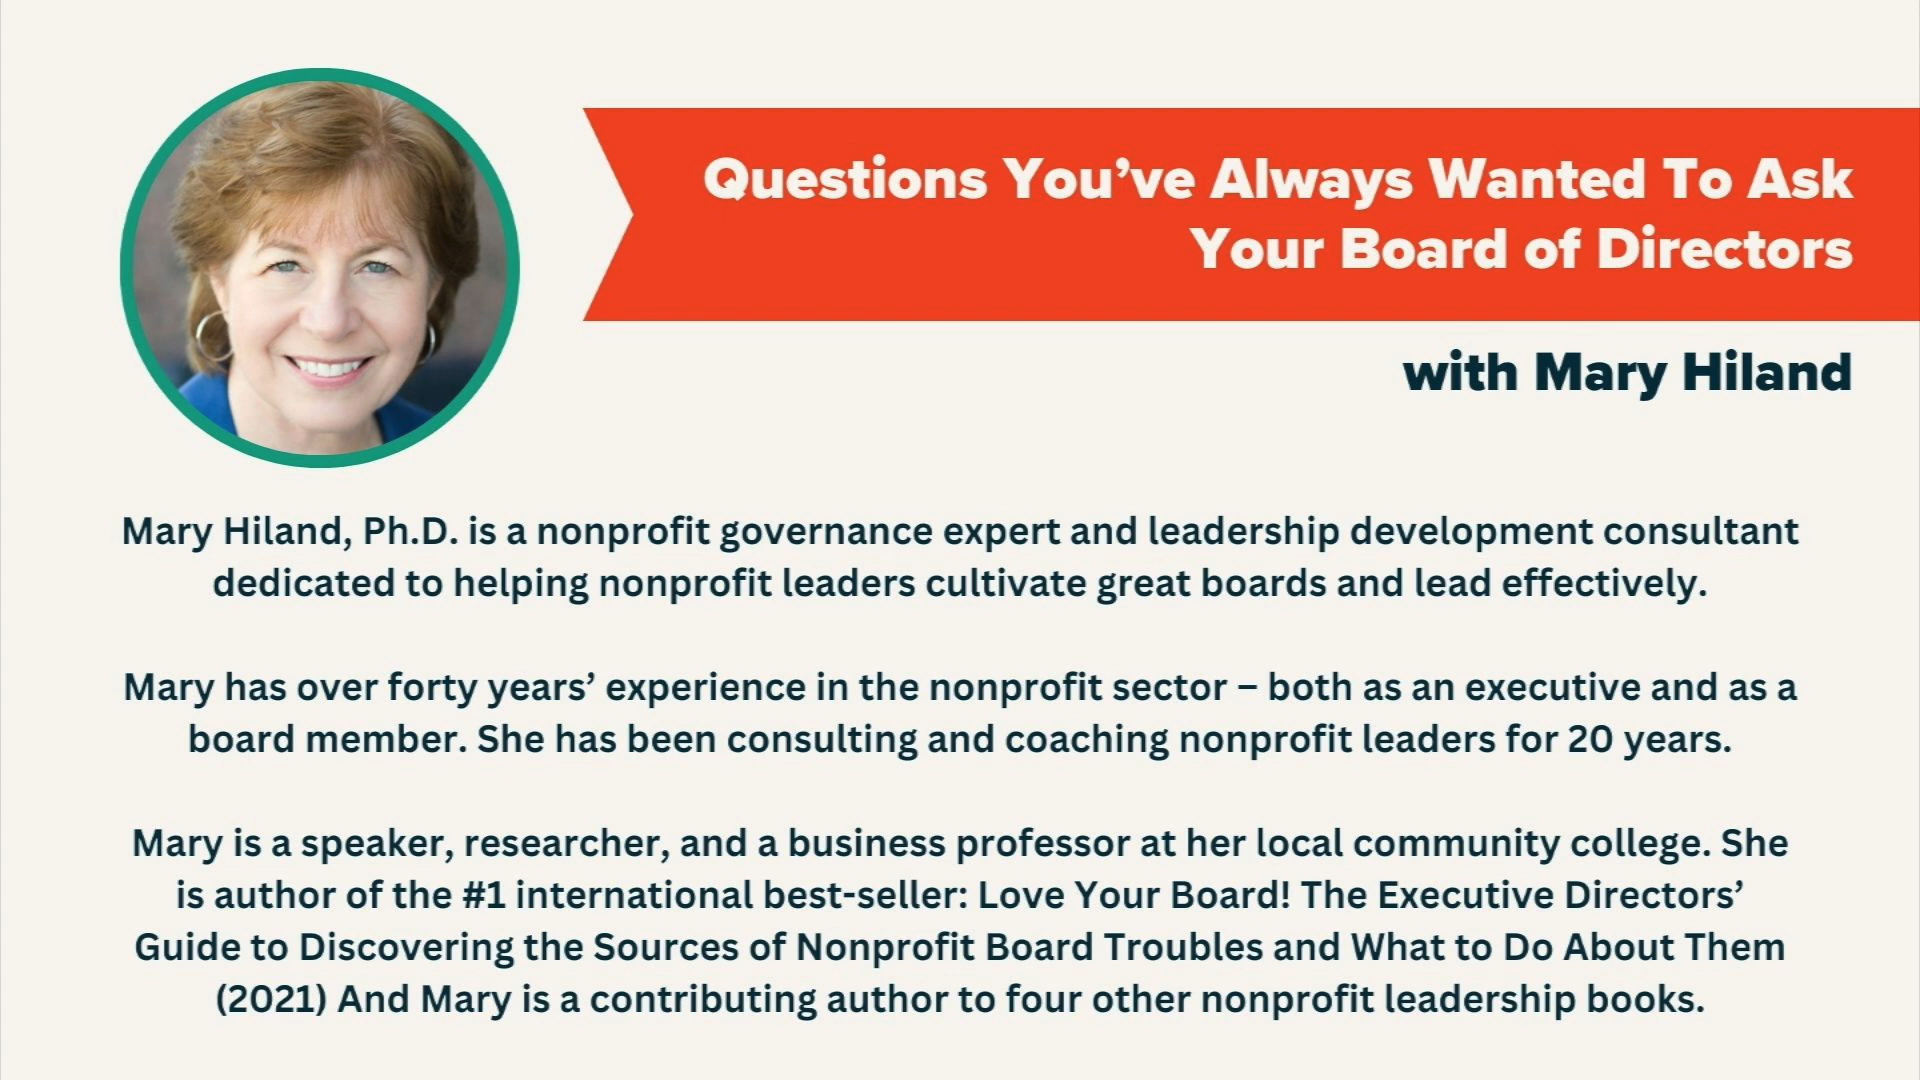 Questions You’ve Always Wanted To Ask
Your Board of Directors
with Mary Hiland
Mary Hiland, Ph.D. is a nonprofit governance expert and leadership development consultant
dedicated to helping nonprofit leaders cultivate great boards and lead effectively.
Mary has over forty years’ experience in the nonprofit sector – both as an executive and as a
board member. She has been consulting and coaching nonprofit leaders for 20 years.
Mary is a speaker, researcher, and a business professor at her local community college. She
is author of the #1 international best-seller: Love Your Board! The Executive Directors’
Guide to Discovering the Sources of Nonprofit Board Troubles and What to Do About Them
(2021) And Mary is a contributing author to four other nonprofit leadership books.